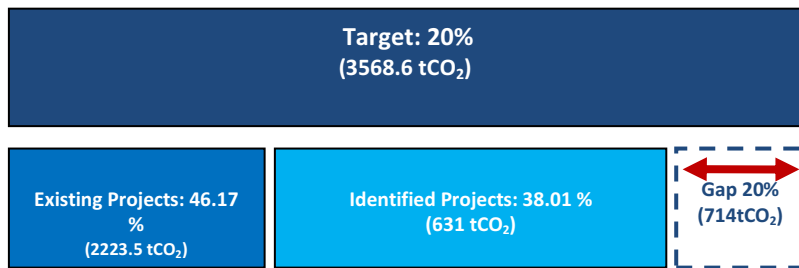 Target: 20%
(3568.6 tCO₂)
Existing Projects: 46.17
%
(2223.5 tCO₂)
Identified Projects: 38.01 %
(631 tCO₂)
Gap 20%
(714tCO₂)